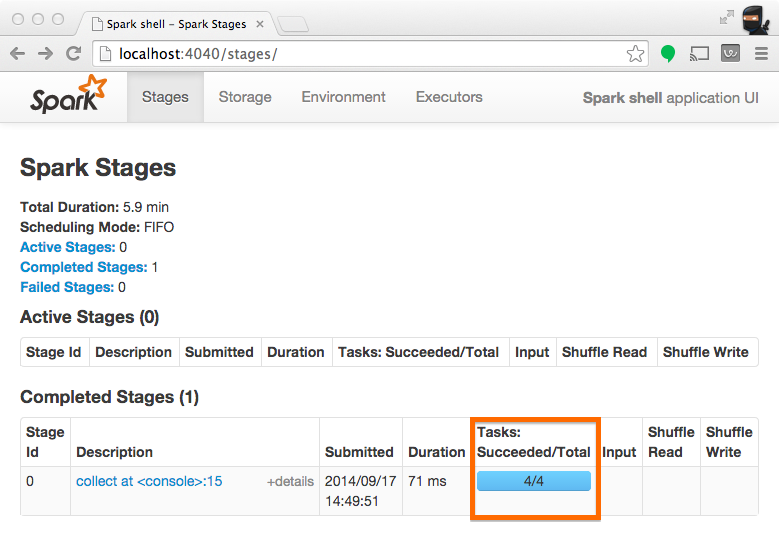 Spark shell – Spark Stages
localhost:4040/stages/
Spark
Stages
Storage
Environment
Executors
Spark shell application UI
Spark Stages
Total Duration: 5.9 min
Scheduling Mode: FIFO
Active Stages: 0
Completed Stages: 1
Failed Stages: 0
Active Stages (0)
Stage Id Description Submitted Duration Tasks: Succeeded/Total Input Shuffle Read Shuffle Write
Completed Stages (1)
Stage Id Description Submitted Duration Tasks: Succeeded/Total Input Shuffle Read Shuffle Write
0 collect at <console>:15 +details 2014/09/17 14:49:51 71 ms 4/4